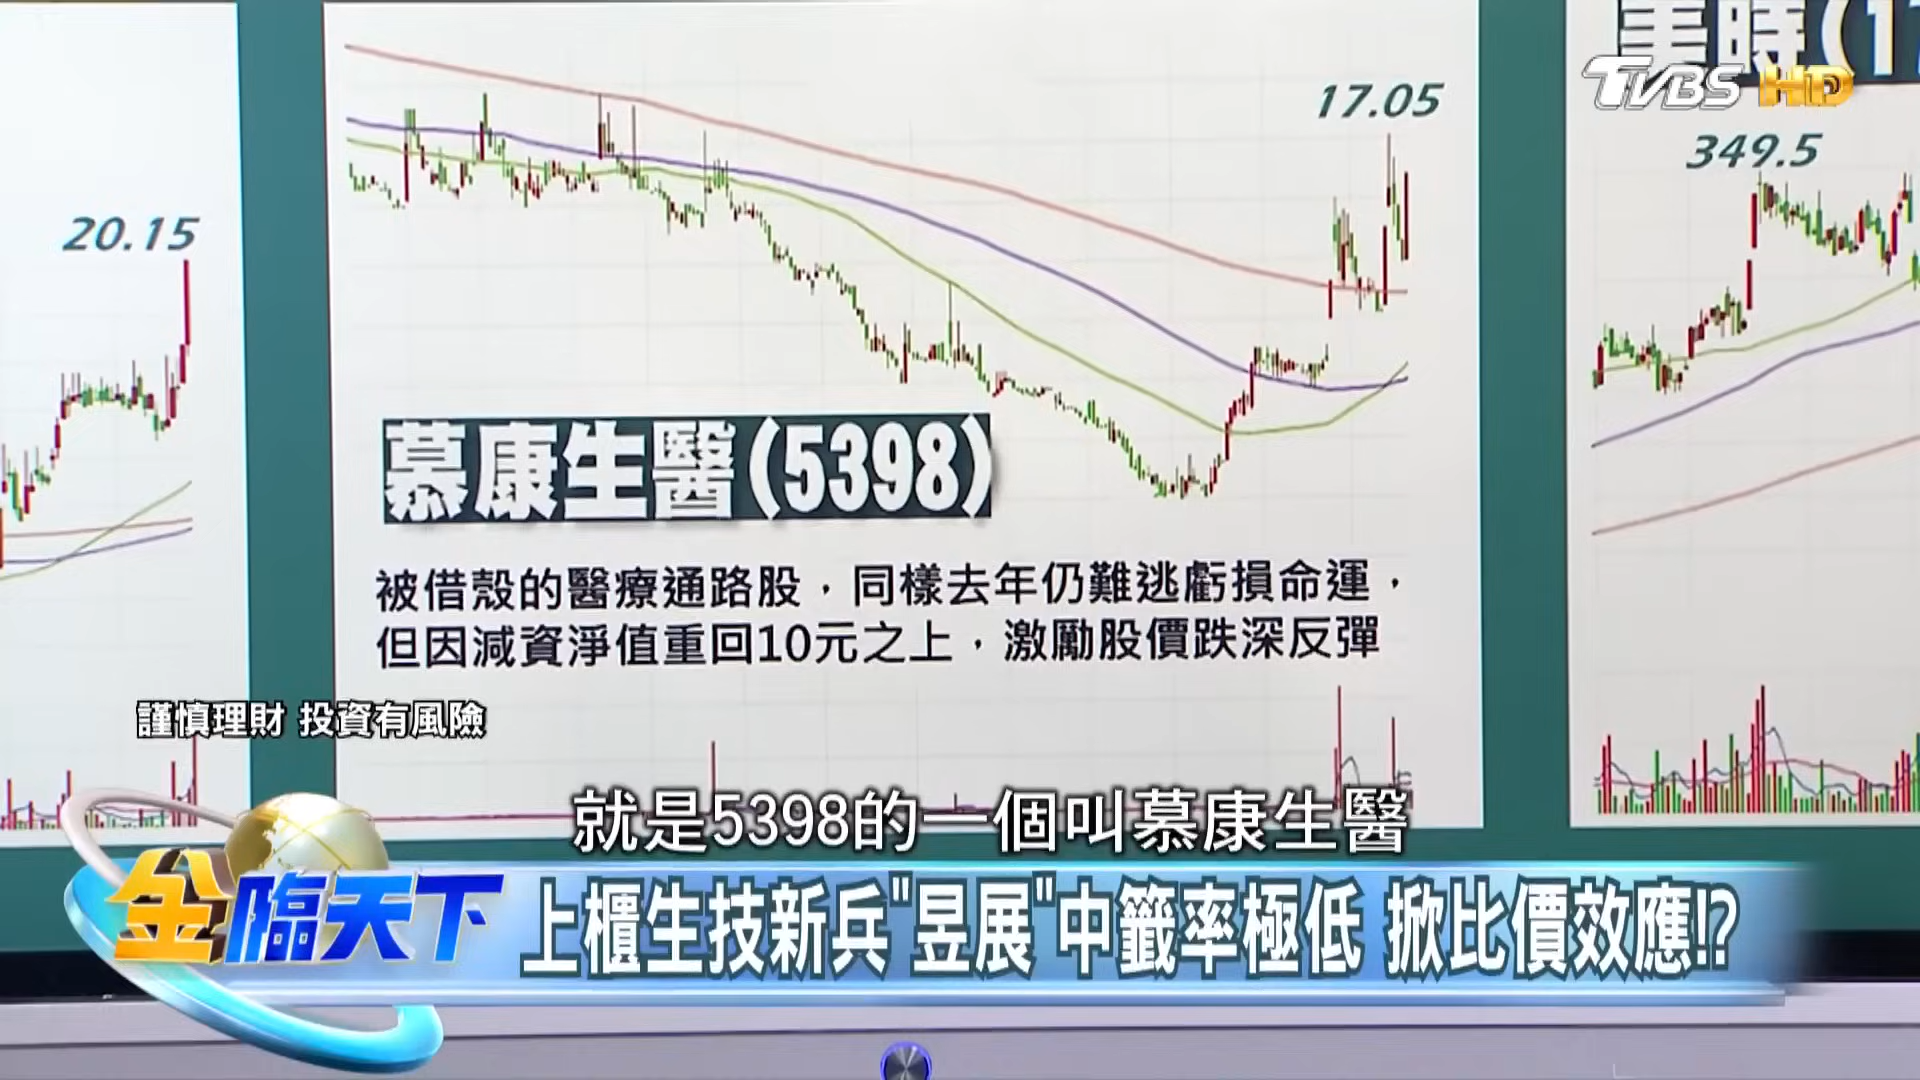 美時(17
TVBS HD
17.05
349.5
20.15
慕康生醫(5398)
被借殼的醫療通路股，同樣去年仍難逃虧損命運，
但因減資淨值重回10元之上，激勵股價跌深反彈
謹慎理財 投資有風險
就是5398的一個叫慕康生醫
金臨天下
上櫃生技新兵"昱展"中籤率極低 掀比價效應!?